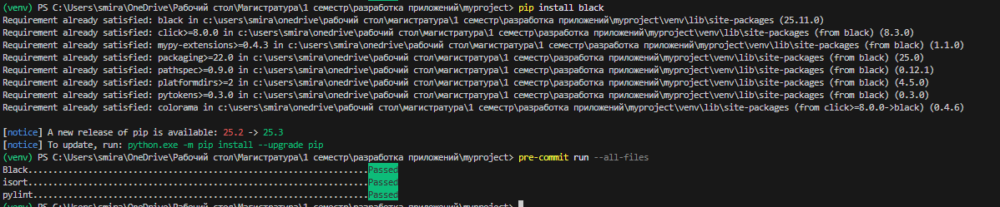 (venv) PS C:\Users\smira\OneDrive\Рабочий стол\Магистратура\1 семестр\разработка приложений\myproject> pip install black
Requirement already satisfied: black in c:\users\smira\onedrive\рабочий стол\магистратура\1 семестр\разработка приложений\myproject\venv\lib\site-packages (25.11.0)
Requirement already satisfied: click>=8.0.0 in c:\users\smira\onedrive\рабочий стол\магистратура\1 семестр\разработка приложений\myproject\venv\lib\site-packages (from black) (8.3.0)
Requirement already satisfied: mypy-extensions>=0.4.3 in c:\users\smira\onedrive\рабочий стол\магистратура\1 семестр\разработка приложений\myproject\venv\lib\site-packages (from black) (1.1.0)
Requirement already satisfied: packaging>=22.0 in c:\users\smira\onedrive\рабочий стол\магистратура\1 семестр\разработка приложений\myproject\venv\lib\site-packages (from black) (25.0)
Requirement already satisfied: pathspec>=0.9.0 in c:\users\smira\onedrive\рабочий стол\магистратура\1 семестр\разработка приложений\myproject\venv\lib\site-packages (from black) (0.12.1)
Requirement already satisfied: platformdirs>=2 in c:\users\smira\onedrive\рабочий стол\магистратура\1 семестр\разработка приложений\myproject\venv\lib\site-packages (from black) (4.5.0)
Requirement already satisfied: pytokens>=0.3.0 in c:\users\smira\onedrive\рабочий стол\магистратура\1 семестр\разработка приложений\myproject\venv\lib\site-packages (from black) (0.3.0)
Requirement already satisfied: colorama in c:\users\smira\onedrive\рабочий стол\магистратура\1 семестр\разработка приложений\myproject\venv\lib\site-packages (from click>=8.0.0->black) (0.4.6)
[notice] A new release of pip is available: 25.2 -> 25.3
[notice] To update, run: python.exe -m pip install --upgrade pip
(venv) PS C:\Users\smira\OneDrive\Рабочий стол\Магистратура\1 семестр\разработка приложений\myproject> pre-commit run --all-files
Black....................................................................Passed
isort....................................................................Passed
pylint...................................................................Passed
(venv) PS C:\Users\smira\OneDrive\Рабочий стол\Магистратура\1 семестр\разработка приложений\myproject>